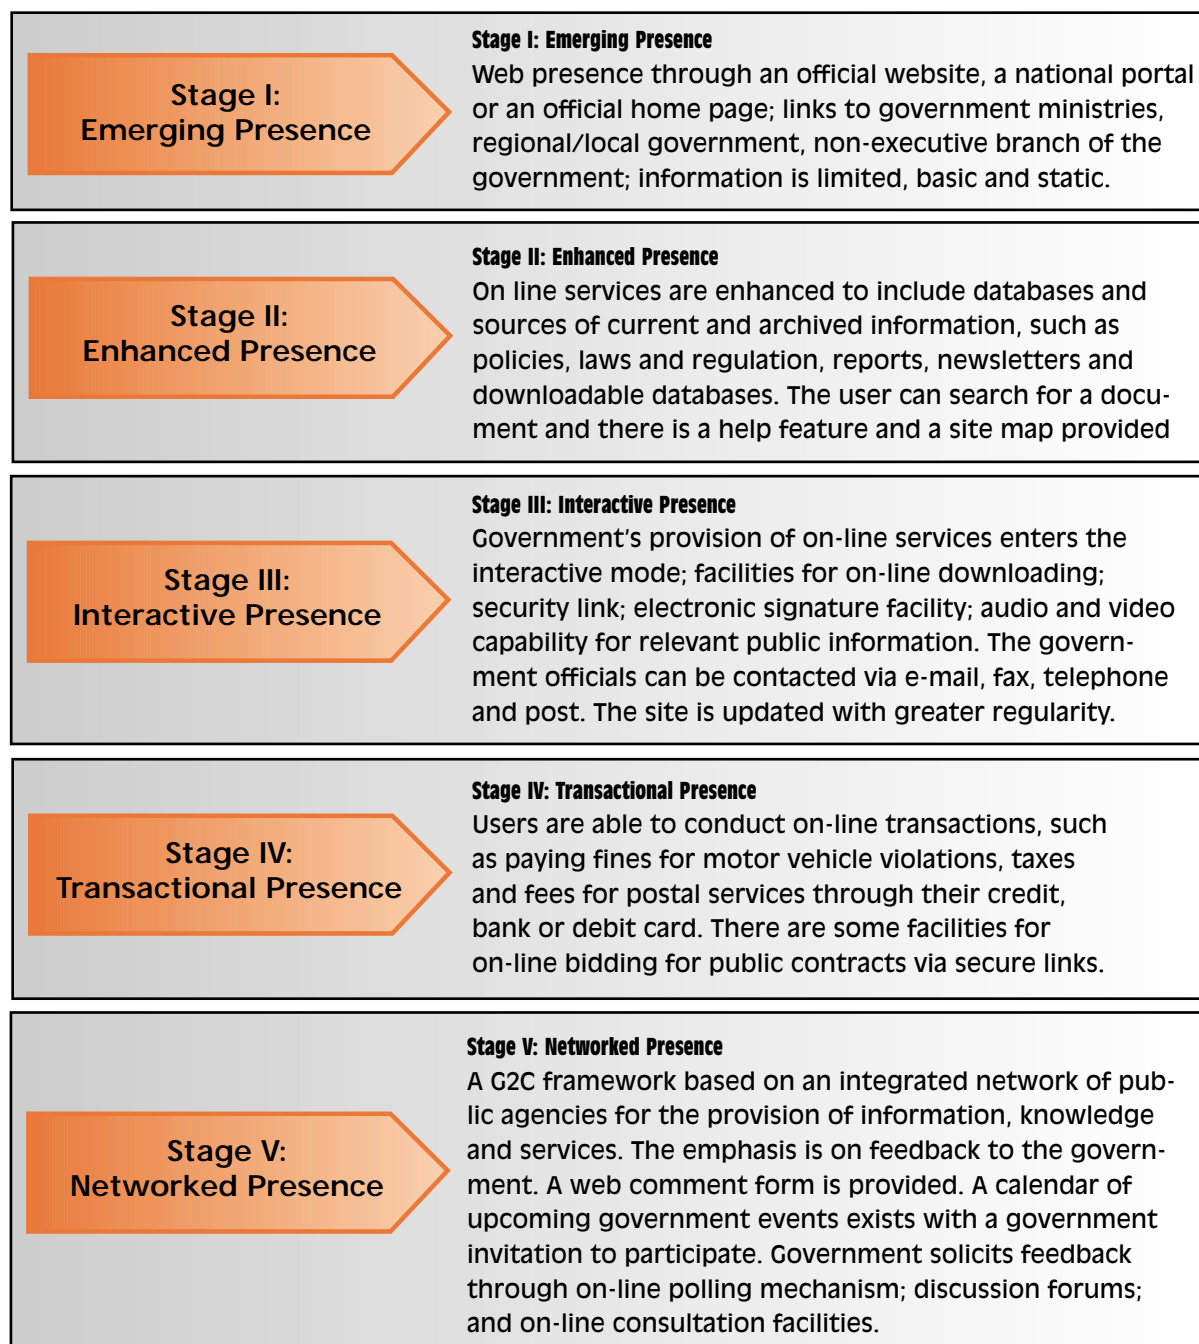 Stage I:
Emerging Presence
Stage I: Emerging Presence
Web presence through an official website, a national portal
or an official home page; links to government ministries,
regional/local government, non-executive branch of the
government; information is limited, basic and static.
Stage II:
Enhanced Presence
Stage II: Enhanced Presence
On line services are enhanced to include databases and
sources of current and archived information, such as
policies, laws and regulation, reports, newsletters and
downloadable databases. The user can search for a docu-
ment and there is a help feature and a site map provided
Stage III:
Interactive Presence
Stage III: Interactive Presence
Government's provision of on-line services enters the
interactive mode; facilities for on-line downloading;
security link; electronic signature facility; audio and video
capability for relevant public information. The govern-
ment officials can be contacted via e-mail, fax, telephone
and post. The site is updated with greater regularity.
Stage IV:
Transactional Presence
Stage IV: Transactional Presence
Users are able to conduct on-line transactions, such
as paying fines for motor vehicle violations, taxes
and fees for postal services through their credit,
bank or debit card. There are some facilities for
on-line bidding for public contracts via secure links.
Stage V:
Networked Presence
Stage V: Networked Presence
A G2C framework based on an integrated network of pub-
lic agencies for the provision of information, knowledge
and services. The emphasis is on feedback to the govern-
ment. A web comment form is provided. A calendar of
upcoming government events exists with a government
invitation to participate. Government solicits feedback
through on-line polling mechanism; discussion forums;
and on-line consultation facilities.